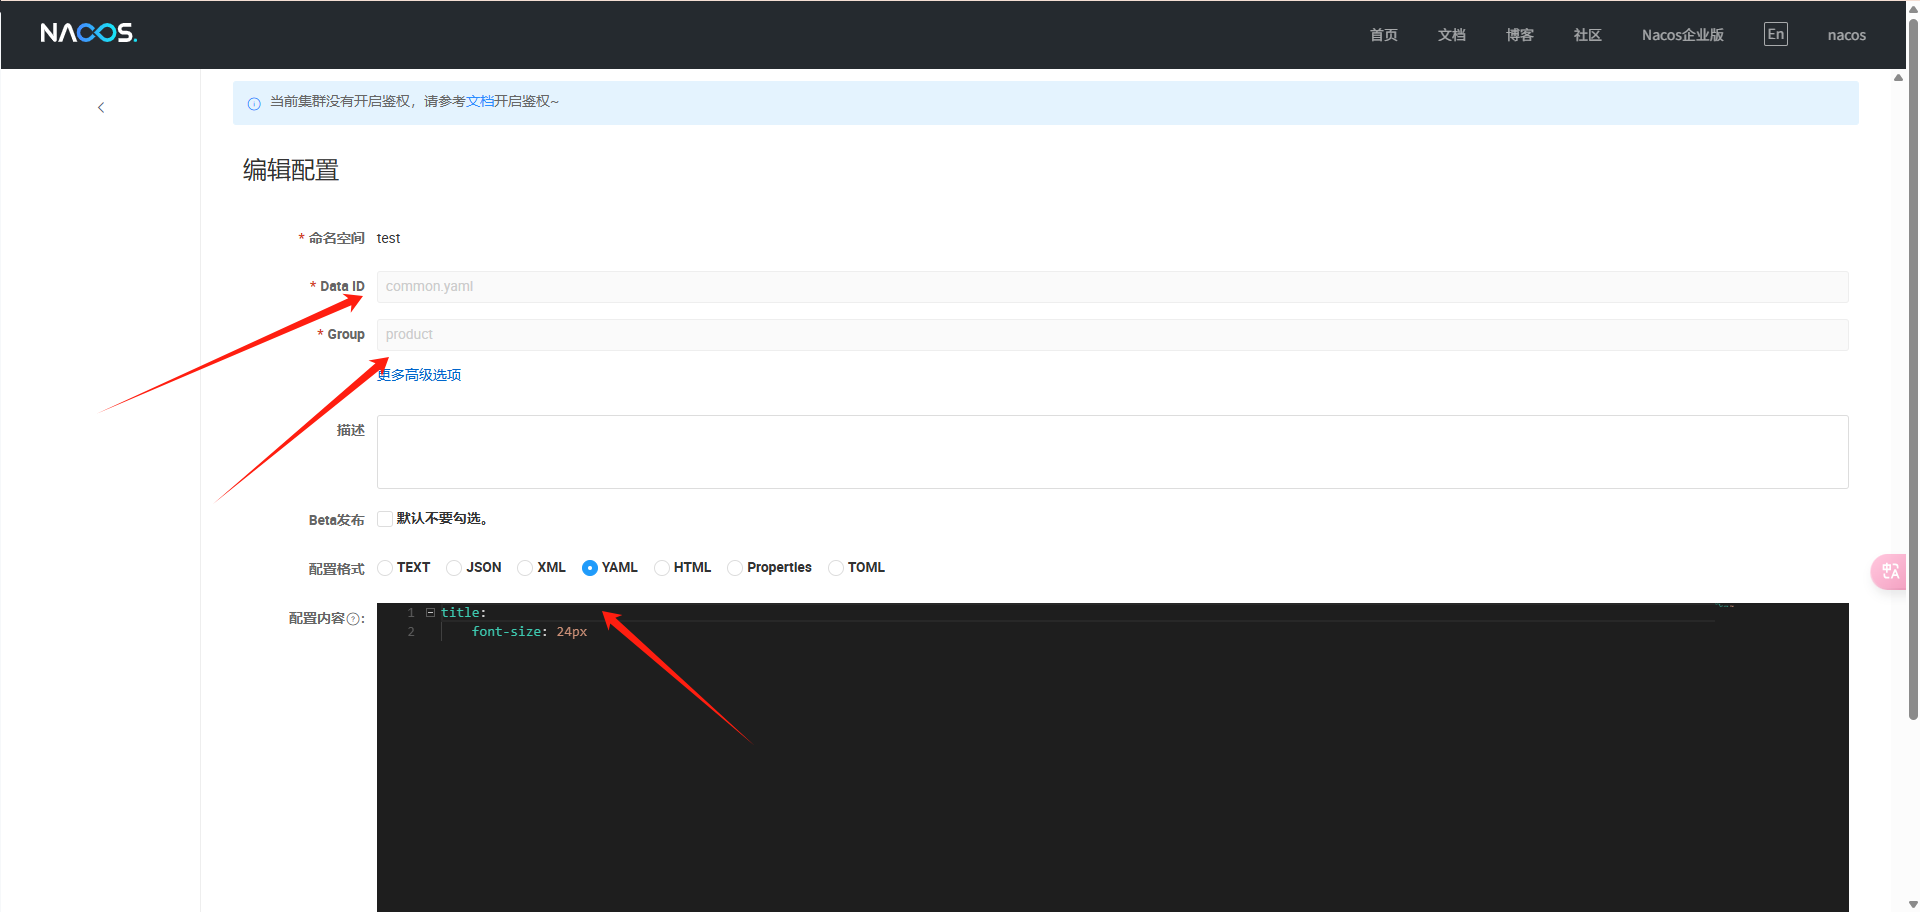 NACOS.
首页 文档 博客 社区 Nacos企业版 En nacos
当前集群没有开启鉴权，请参考文档开启鉴权~
编辑配置
* 命名空间 test
* Data ID common.yaml
* Group product
更多高级选项
描述
Beta发布 默认不要勾选。
配置格式 TEXT JSON XML YAML HTML Properties TOML
配置内容?: 1 title:
2 font-size: 24px